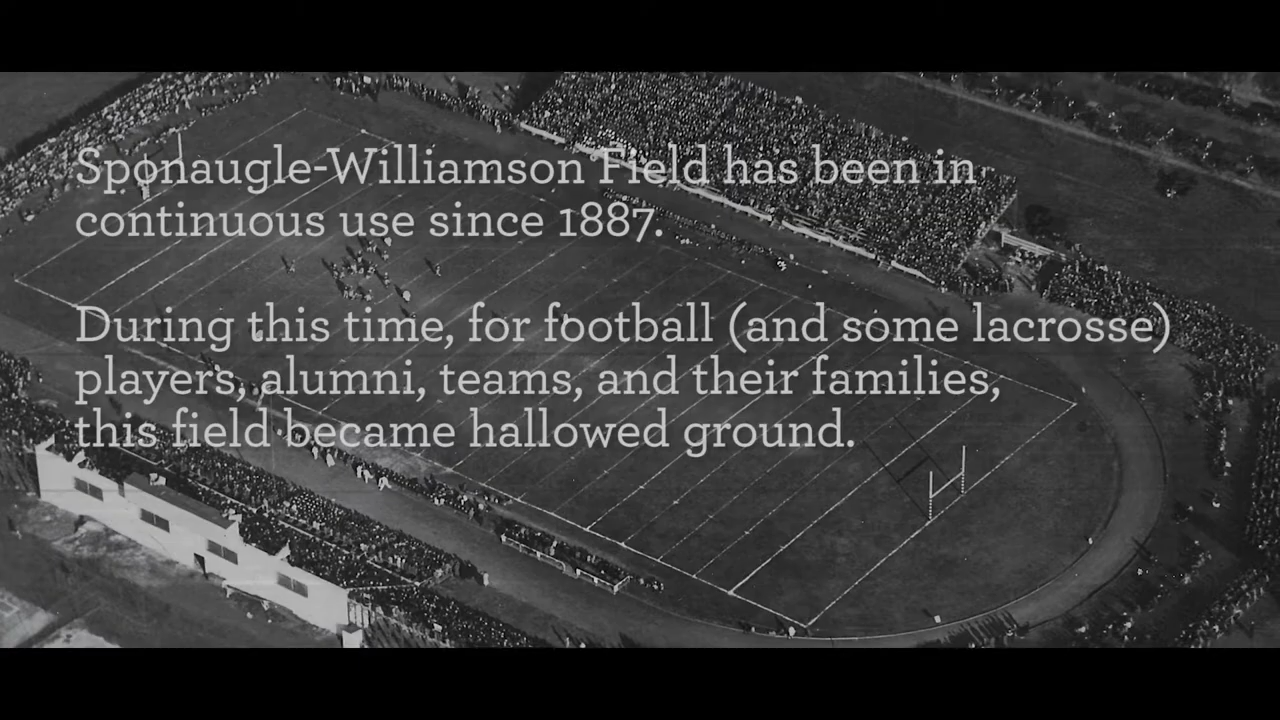 Sponaugle-Williamson Field has been in
continuous use since 1887.
During this time, for football (and some lacrosse)
players, alumni, teams, and their families,
this field became hallowed ground.